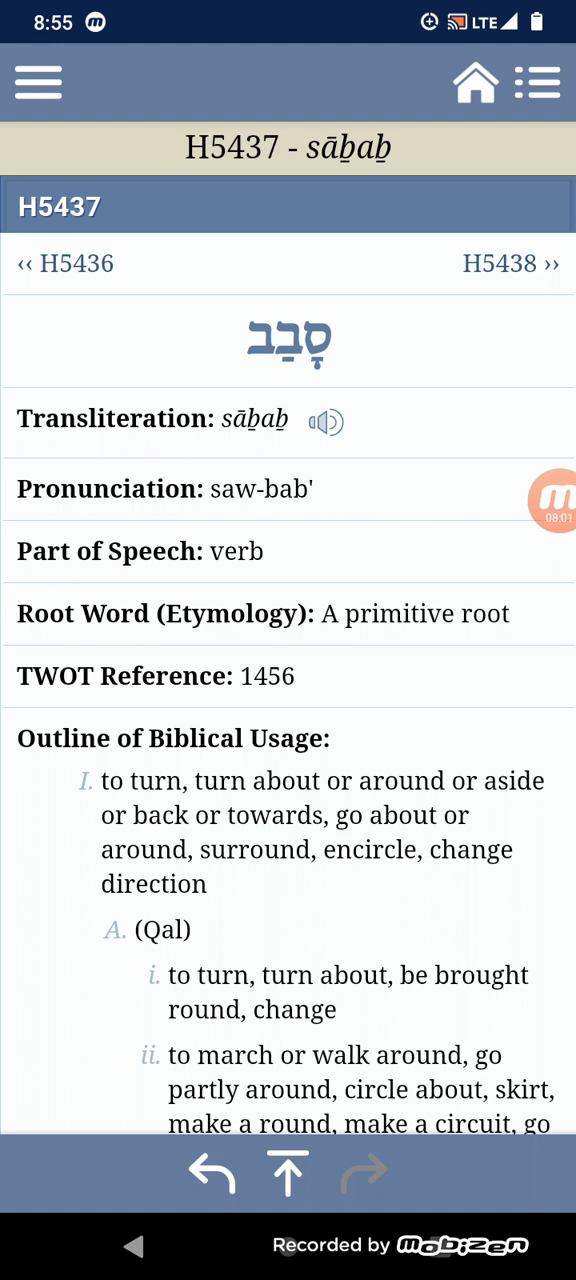 8:55 m LTE
H5437 - sāḇaḇ
H5437
‹‹ H5436 H5438 ››
סָבַב
Transliteration: sāḇaḇ
Pronunciation: saw-bab'
m
08:01
Part of Speech: verb
Root Word (Etymology): A primitive root
TWOT Reference: 1456
Outline of Biblical Usage:
I. to turn, turn about or around or aside
or back or towards, go about or
around, surround, encircle, change
direction
A. (Qal)
i. to turn, turn about, be brought
round, change
ii. to march or walk around, go
partly around, circle about, skirt,
make a round, make a circuit, go
Recorded by mobizen